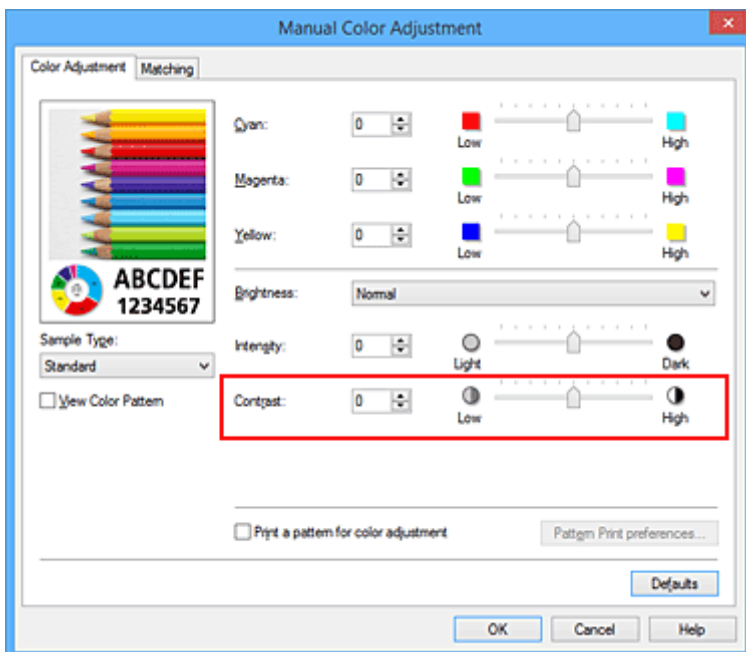 Manual Color Adjustment
Color Adjustment Matching
Cyan: 0 Low High
Magenta: 0 Low High
Yellow: 0 Low High
ABCDEF
1234567
Brightness: Normal
Sample Type:
Standard
Intensity: 0 Light Dark
View Color Pattern
Contrast: 0 Low High
Print a pattern for color adjustment Pattern Print preferences...
Defaults
OK Cancel Help